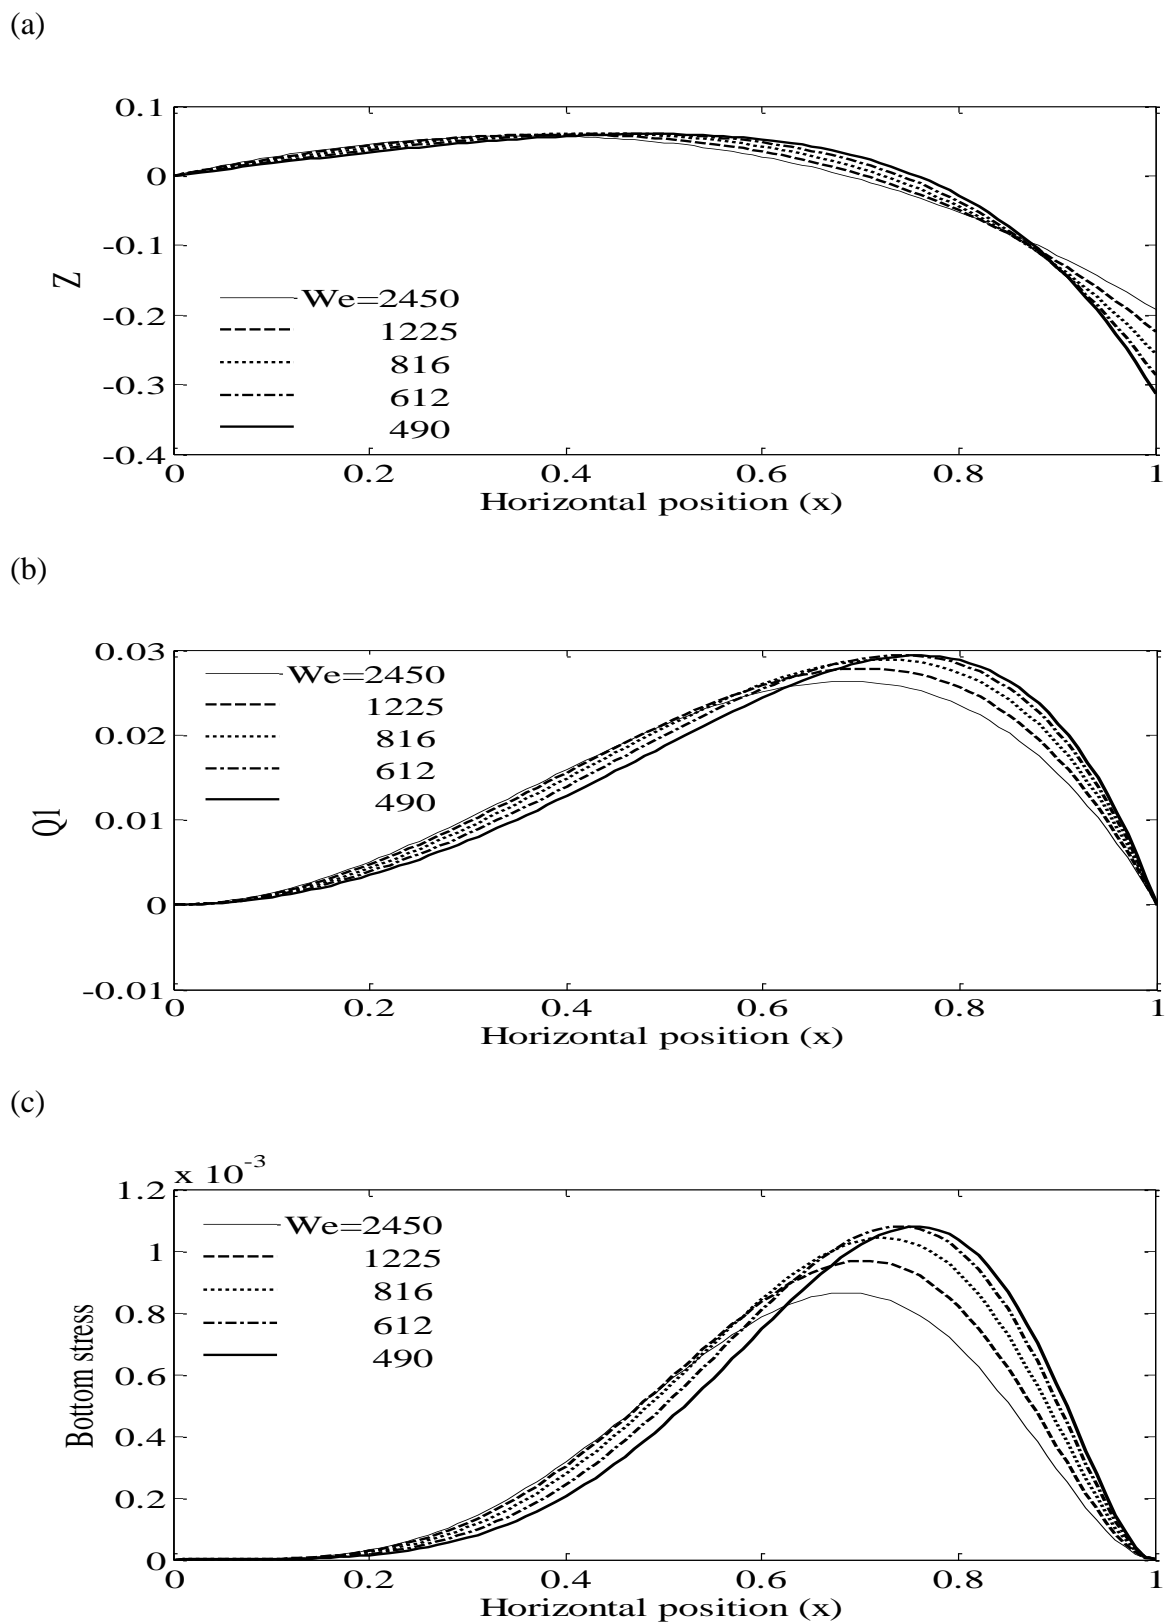 (a)
0.1
0
-0.1
-0.2
-0.3
-0.4
Z
We=2450
1225
816
612
490
0 0.2 0.4 0.6 0.8 1
Horizontal position (x)
(b)
0.03
0.02
0.01
0
-0.01
Q1
We=2450
1225
816
612
490
0 0.2 0.4 0.6 0.8 1
Horizontal position (x)
(c)
x 10-3
1.2
1
0.8
0.6
0.4
0.2
0
Bottom stress
We=2450
1225
816
612
490
0 0.2 0.4 0.6 0.8 1
Horizontal position (x)